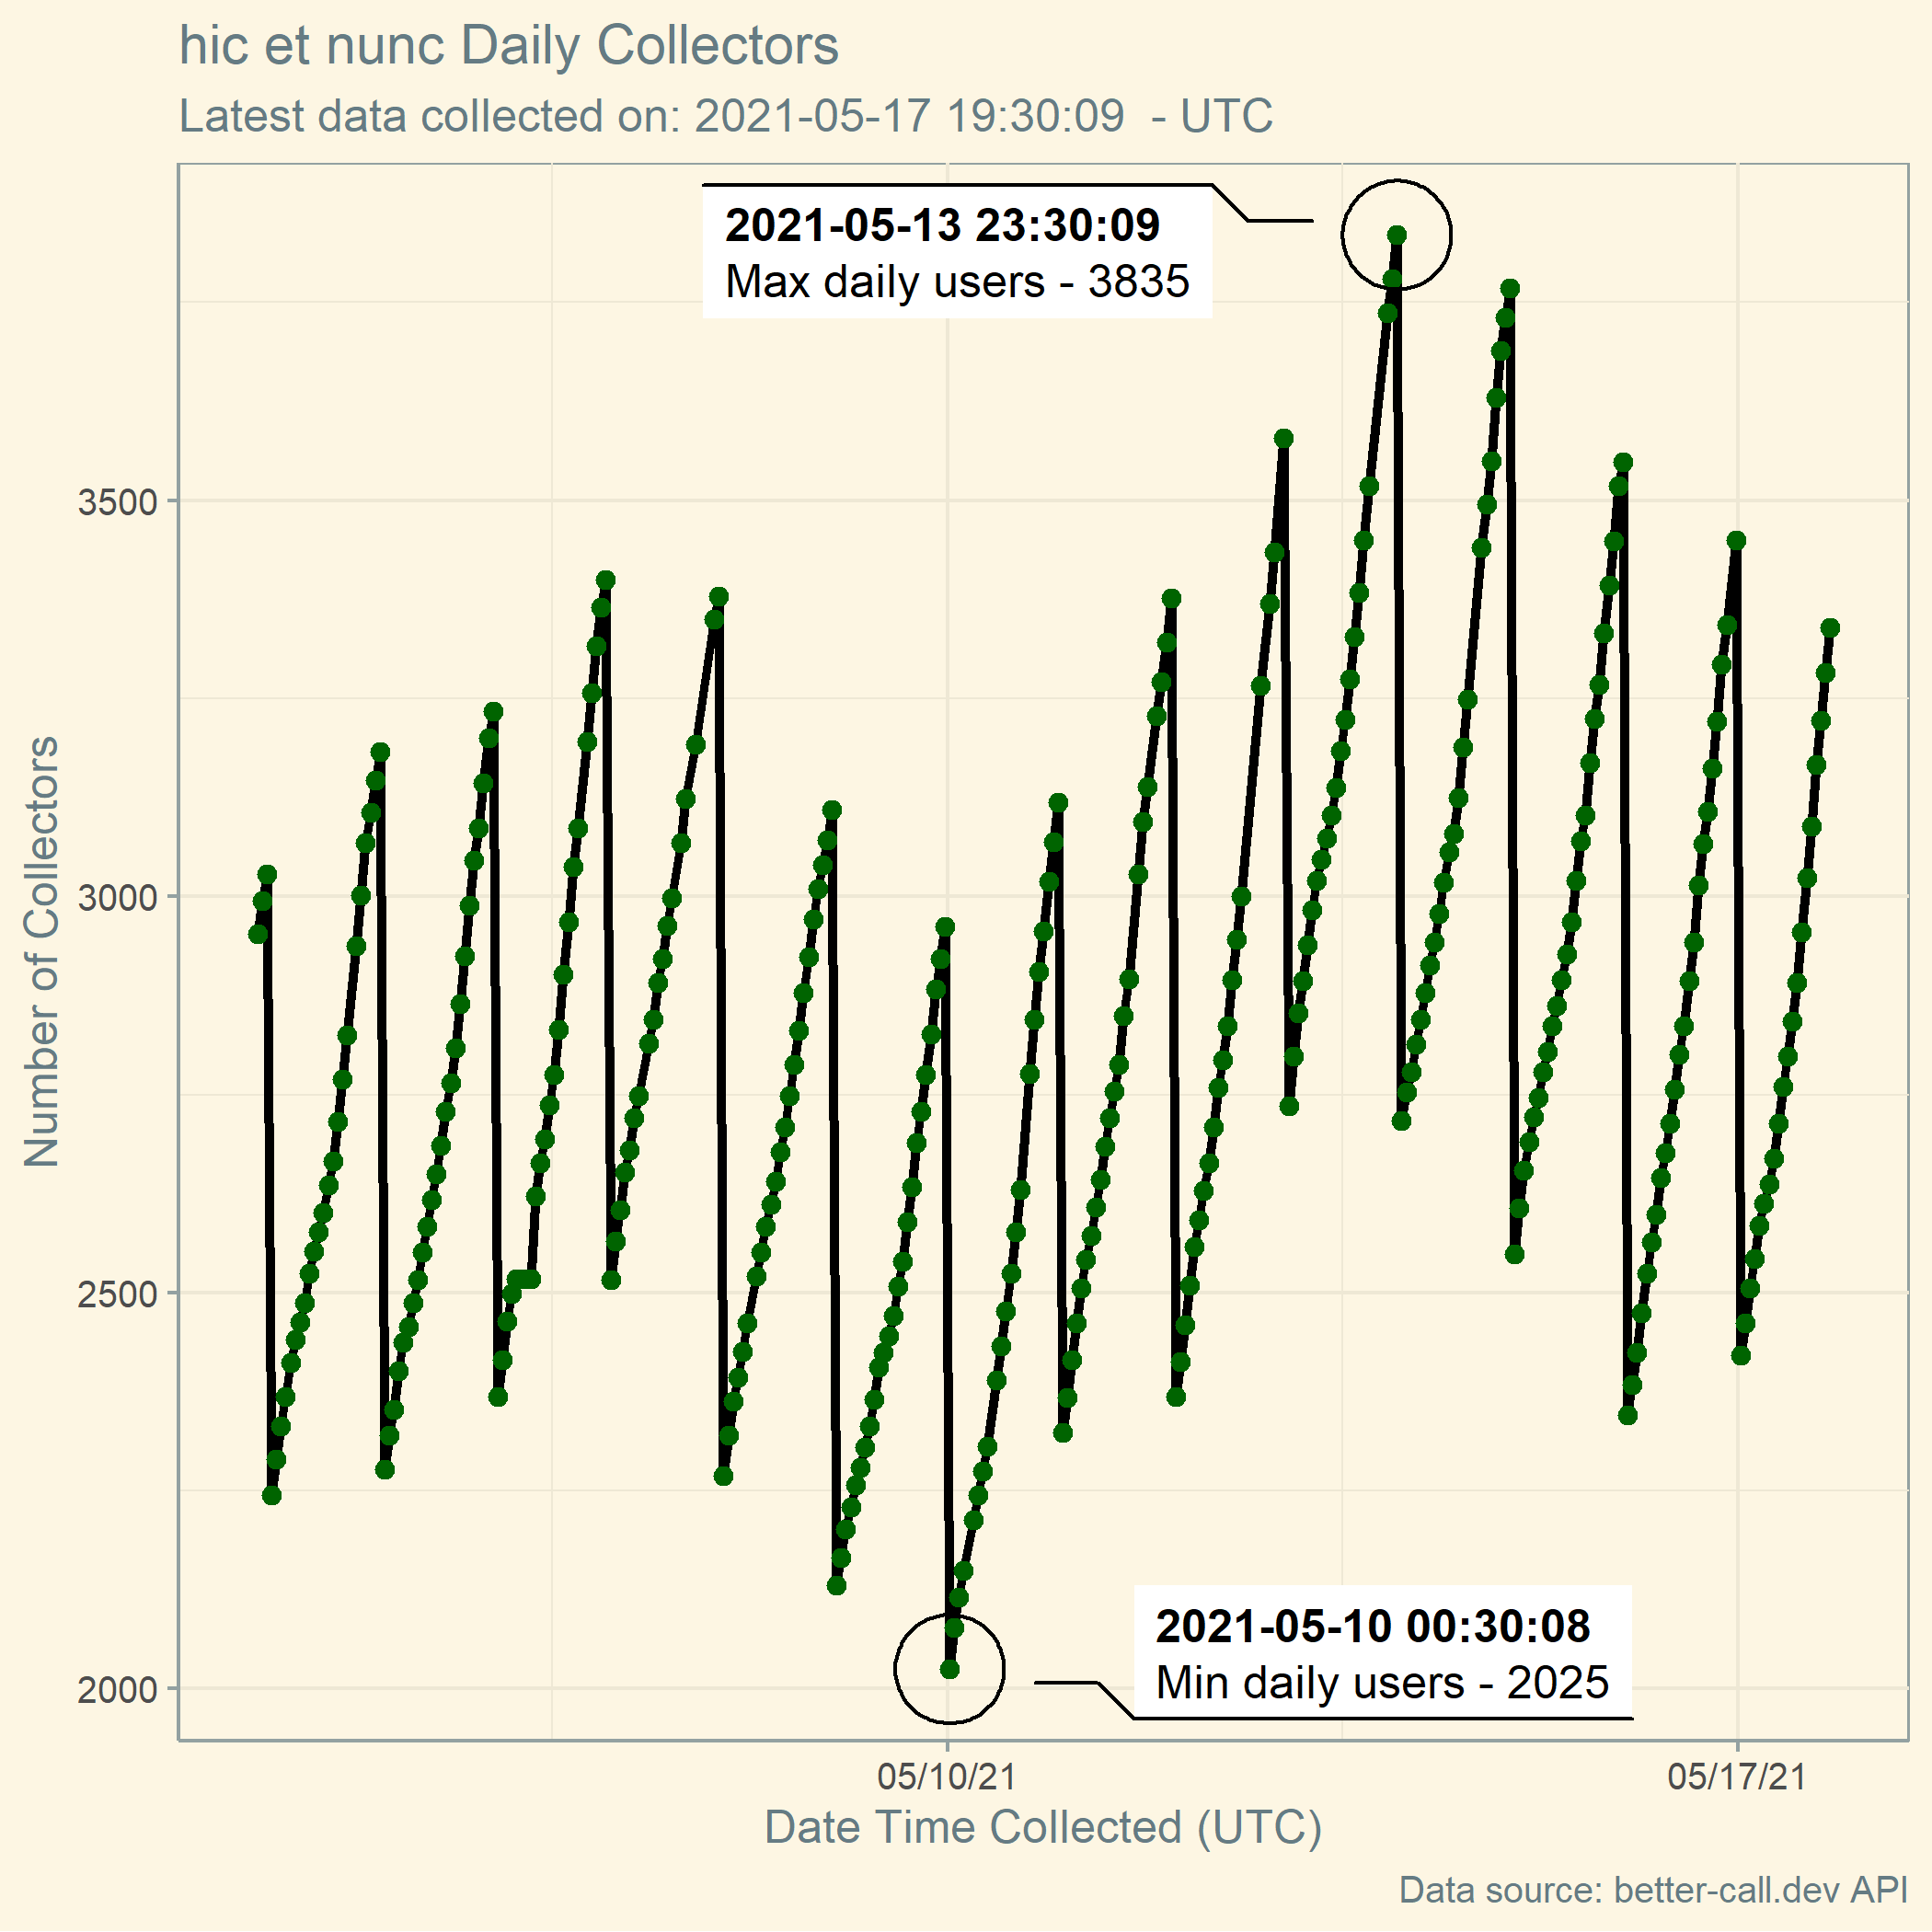 hic et nunc Daily Collectors
Latest data collected on: 2021-05-17 19:30:09  - UTC
2021-05-13 23:30:09
Max daily users - 3835
3500
3000
2500
2000
Number of Collectors
2021-05-10 00:30:08
Min daily users - 2025
05/10/21
05/17/21
Date Time Collected (UTC)
Data source: better-call.dev API